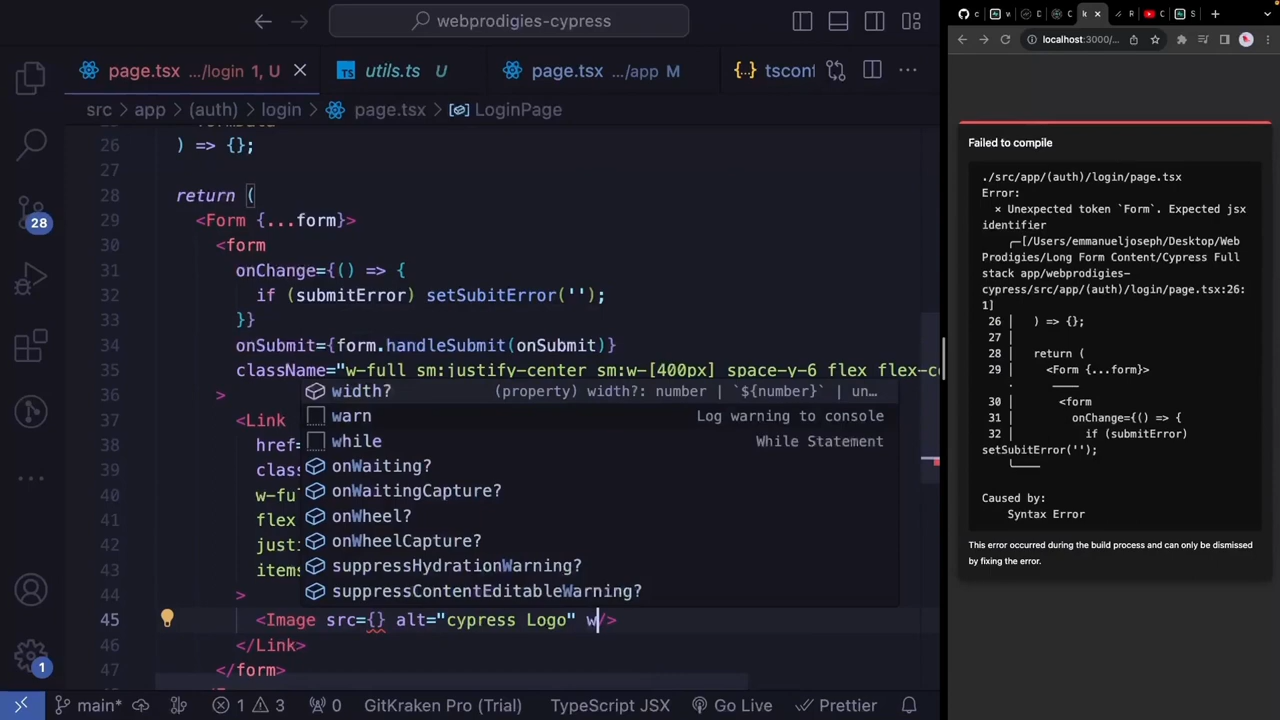 webprodigies-cypress
page.tsx .../login 1, U
utils.ts U
page.tsx .../app M
{··} tsconf
src > app > (auth) > login > page.tsx > LoginPage
26 ) => {};
27
28 return (
29 <Form {...form}>
30 <form
31 onChange={() => {
32 if (submitError) setSubitError('');
33 }}
34 onSubmit={form.handleSubmit(onSubmit)}
35 className="w-full sm:justify-center sm:w-[400px] space-y-6 flex flex-co
36 >
37 <Link
38 href=
39 class
40 w-ful
41 flex
42 just
43 items
44 >
45 <Image src={} alt="cypress Logo" w/>
46 </Link>
47 </form>
width? (property) width?: number | `${number}` | un...
warn Log warning to console
while While Statement
onWaiting?
onWaitingCapture?
onWheel?
onWheelCapture?
suppressHydrationWarning?
suppressContentEditableWarning?
28
1
main* 1 3 0 GitKraken Pro (Trial) TypeScript JSX Go Live Prettier
localhost:3000/...
Failed to compile
./src/app/(auth)/login/page.tsx
Error:
× Unexpected token `Form`. Expected jsx
identifier
╭─[/Users/emmanueljoseph/Desktop/Web
Prodigies/Long Form Content/Cypress Full
stack app/webprodigies-
cypress/src/app/(auth)/login/page.tsx:26:
1]
26 │ ) => {};
27 │
28 │ return (
29 │ <Form {...form}>
· ────
30 │ <form
31 │ onChange={() => {
32 │ if (submitError)
setSubitError('');
╰────
Caused by:
Syntax Error
This error occurred during the build process and can only be dismissed
by fixing the error.